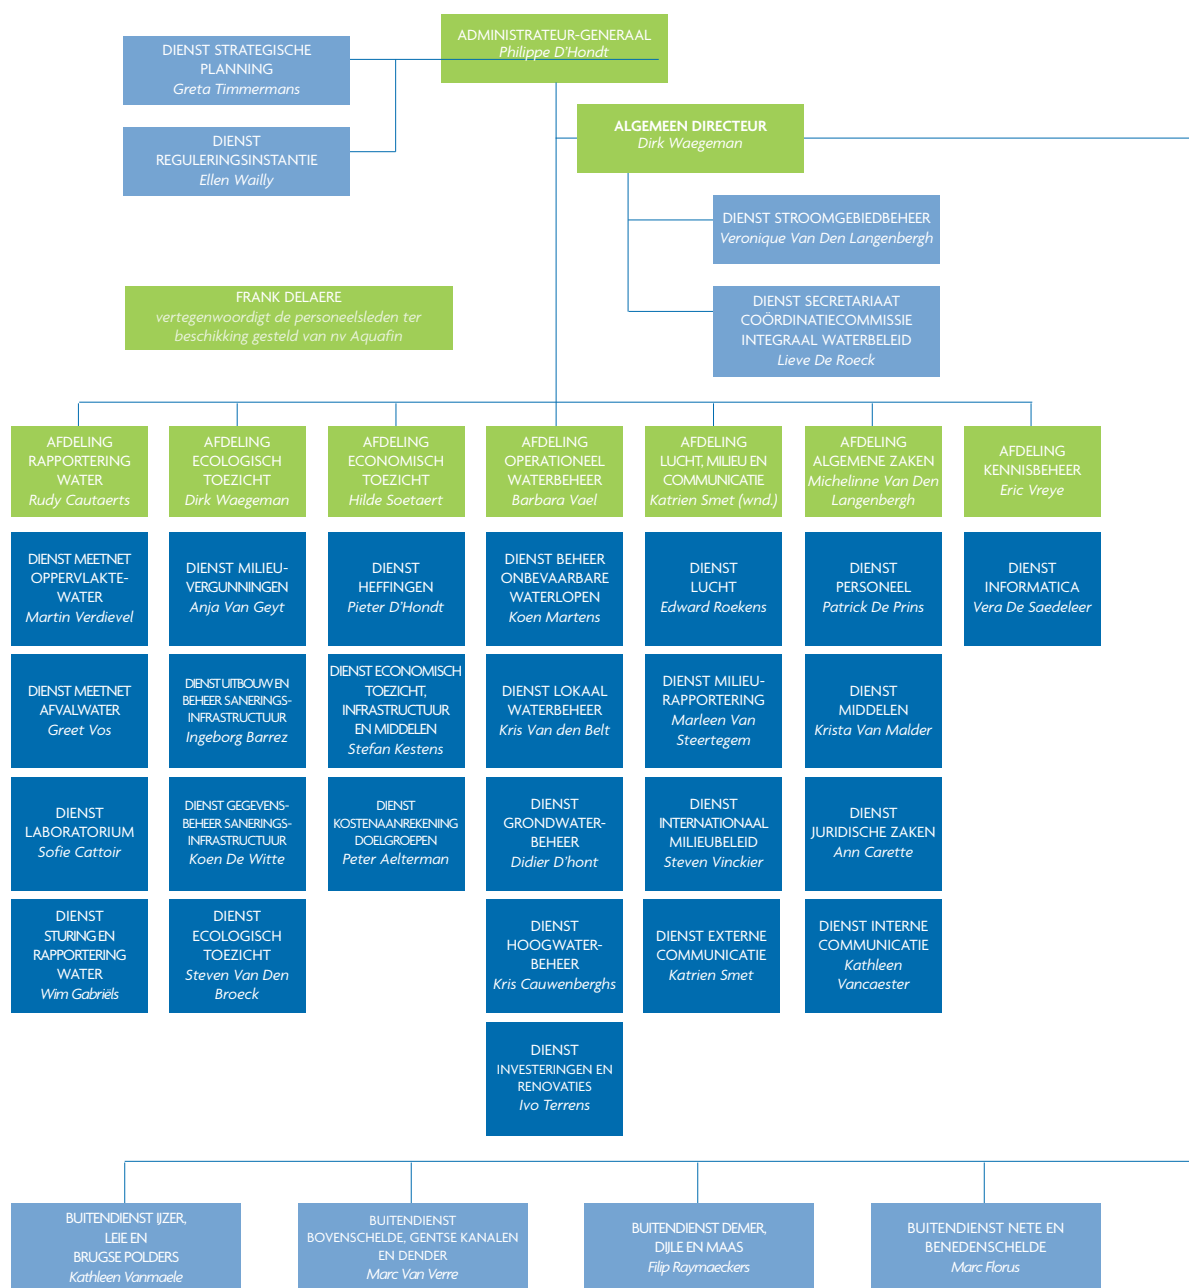 ADMINISTRATEUR-GENERAAL
Philippe D'Hondt
DIENST STRATEGISCHE
PLANNING
Greta Timmermans
DIENST
REGULERINGSINSTANTIE
Ellen Wailly
ALGEMEEN DIRECTEUR
Dirk Waegeman
DIENST STROOMGEBIEDBEHEER
Veronique Van Den Langenbergh
DIENST SECRETARIAAT
COÖRDINATIECOMMISSIE
INTEGRAAL WATERBELEID
Lieve De Roeck
FRANK DELAERE
vertegenwoordigt de personeelsleden ter
beschikking gesteld van nv Aquafin
AFDELING
RAPPORTERING
WATER
Rudy Cautaerts
AFDELING
ECOLOGISCH
TOEZICHT
Dirk Waegeman
AFDELING
ECONOMISCH
TOEZICHT
Hilde Soetaert
AFDELING
OPERATIONEEL
WATERBEHEER
Barbara Vael
AFDELING
LUCHT, MILIEU EN
COMMUNICATIE
Katrien Smet (wnd.)
AFDELING
ALGEMENE ZAKEN
Michelinne Van Den
Langenbergh
AFDELING
KENNISBEHEER
Eric Vreye
DIENST MEETNET
OPPERVLAKTE-
WATER
Martin Verdievel
DIENST MILIEU-
VERGUNNINGEN
Anja Van Geyt
DIENST
HEFFINGEN
Pieter D'Hondt
DIENST BEHEER
ONBEVAARBARE
WATERLOPEN
Koen Martens
DIENST
LUCHT
Edward Roekens
DIENST
PERSONEEL
Patrick De Prins
DIENST
INFORMATICA
Vera De Saedeleer
DIENST MEETNET
AFVALWATER
Greet Vos
DIENST UITBOUW EN
BEHEER SANERINGS-
INFRASTRUCTUUR
Ingeborg Barrez
DIENST ECONOMISCH
TOEZICHT,
INFRASTRUCTUUR
EN MIDDELEN
Stefan Kestens
DIENST LOKAAL
WATERBEHEER
Kris Van den Belt
DIENST MILIEU-
RAPPORTERING
Marleen Van
Steertegem
DIENST
MIDDELEN
Krista Van Malder
DIENST
LABORATORIUM
Sofie Cattoir
DIENST GEGEVENS-
BEHEER SANERINGS-
INFRASTRUCTUUR
Koen De Witte
DIENST
KOSTENAANREKENING
DOELGROEPEN
Peter Aelterman
DIENST
GRONDWATER-
BEHEER
Didier D'hont
DIENST
INTERNATIONAAL
MILIEUBELEID
Steven Vinckier
DIENST
JURIDISCHE ZAKEN
Ann Carette
DIENST
STURING EN
RAPPORTERING
WATER
Wim Gabriëls
DIENST
ECOLOGISCH
TOEZICHT
Steven Van Den
Broeck
DIENST
HOOGWATER-
BEHEER
Kris Cauwenberghs
DIENST EXTERNE
COMMUNICATIE
Katrien Smet
DIENST INTERNE
COMMUNICATIE
Kathleen
Vancaester
DIENST
INVESTERINGEN EN
RENOVATIES
Ivo Terrens
BUITENDIENST IJZER,
LEIE EN
BRUGSE POLDERS
Kathleen Vanmaele
BUITENDIENST
BOVENSCHELDE, GENTSE KANALEN
EN DENDER
Marc Van Verre
BUITENDIENST DEMER,
DIJLE EN MAAS
Filip Raymaeckers
BUITENDIENST NETE EN
BENEDENSCHELDE
Marc Florus